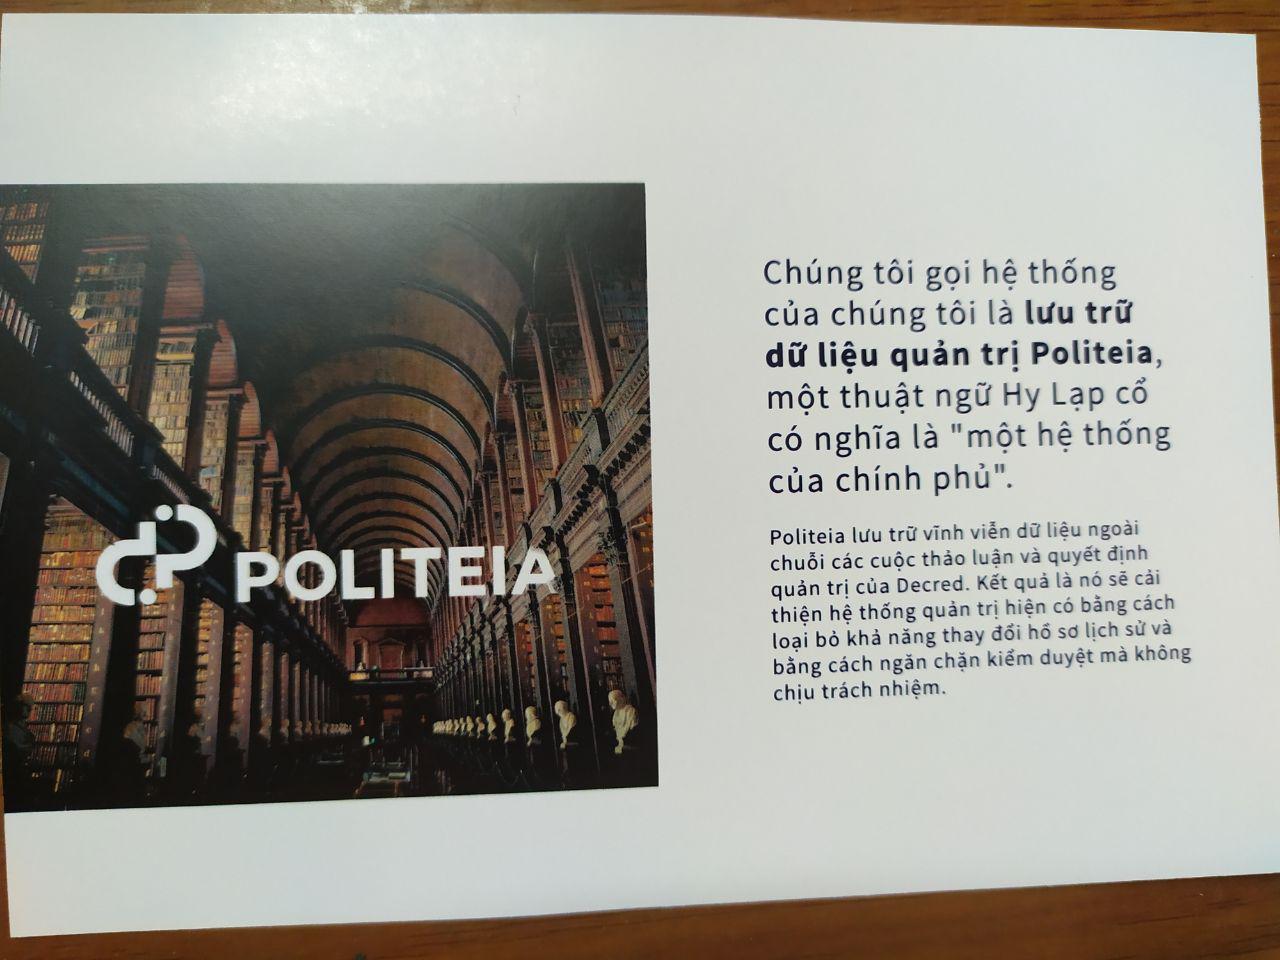 POLITEIA
Chúng tôi gọi hệ thống
của chúng tôi là lưu trữ
dữ liệu quản trị Politeia,
một thuật ngữ Hy Lạp cổ
có nghĩa là "một hệ thống
của chính phủ".
Politeia lưu trữ vĩnh viễn dữ liệu ngoài
chuỗi các cuộc thảo luận và quyết định
quản trị của Decred. Kết quả là nó sẽ cải
thiện hệ thống quản trị hiện có bằng cách
loại bỏ khả năng thay đổi hồ sơ lịch sử và
bằng cách ngăn chặn kiểm duyệt mà không
chịu trách nhiệm.